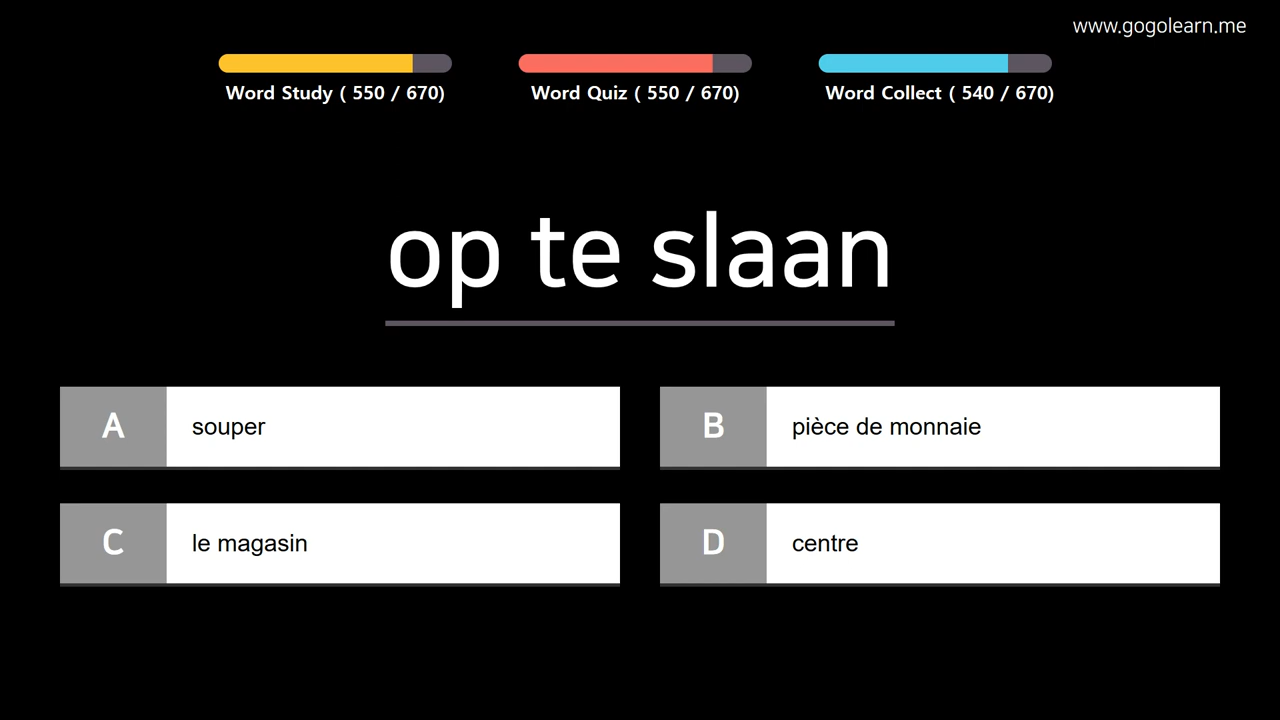 www.gogolearn.me
Word Study ( 550 / 670)
Word Quiz ( 550 / 670)
Word Collect ( 540 / 670)
op te slaan
A souper
B pièce de monnaie
C le magasin
D centre